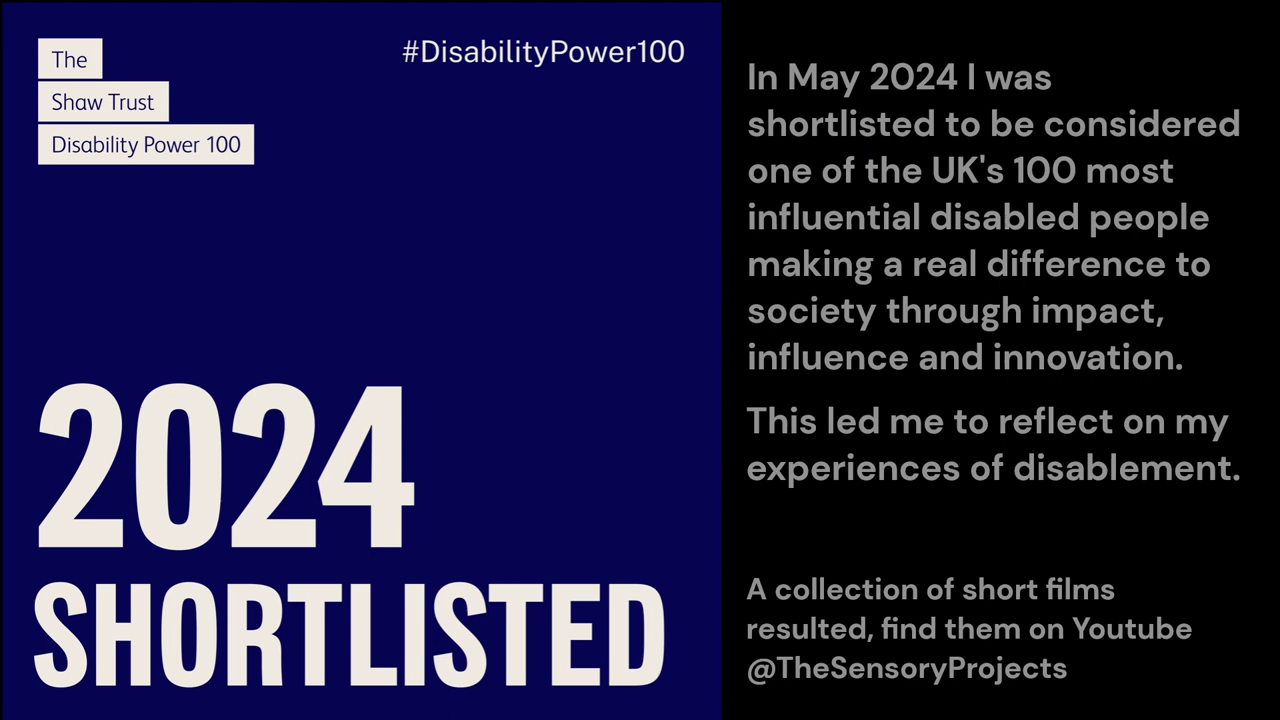 The
Shaw Trust
Disability Power 100
#DisabilityPower100
2024
SHORTLISTED
In May 2024 I was
shortlisted to be considered
one of the UK's 100 most
influential disabled people
making a real difference to
society through impact,
influence and innovation.
This led me to reflect on my
experiences of disablement.
A collection of short films
resulted, find them on Youtube
@TheSensoryProjects